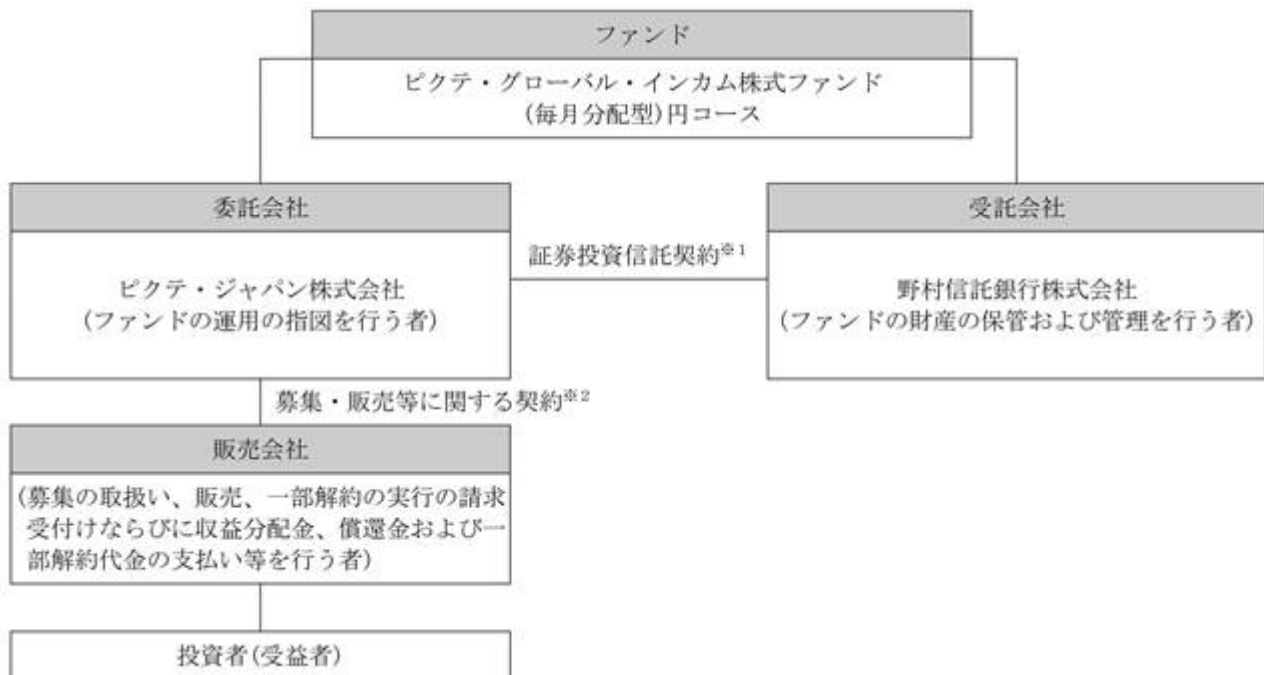 ファンド
ピクテ・グローバル・インカム株式ファンド
(毎月分配型)円コース
委託会社
ピクテ・ジャパン株式会社
(ファンドの運用の指図を行う者)
証券投資信託契約※1
受託会社
野村信託銀行株式会社
(ファンドの財産の保管および管理を行う者)
募集・販売等に関する契約※2
販売会社
(募集の取扱い、販売、一部解約の実行の請求
受付けならびに収益分配金、償還金および一
部解約代金の支払い等を行う者)
投資者(受益者)